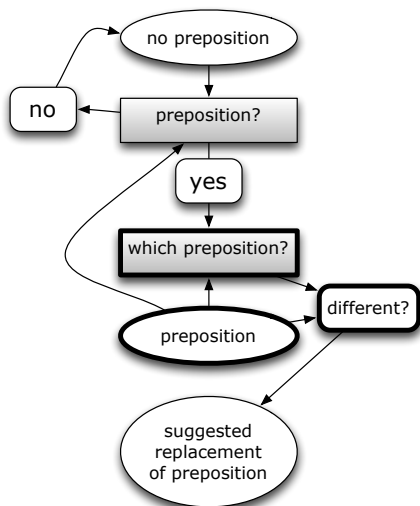 no preposition
preposition?
no
yes
which preposition?
different?
preposition
suggested
replacement
of preposition